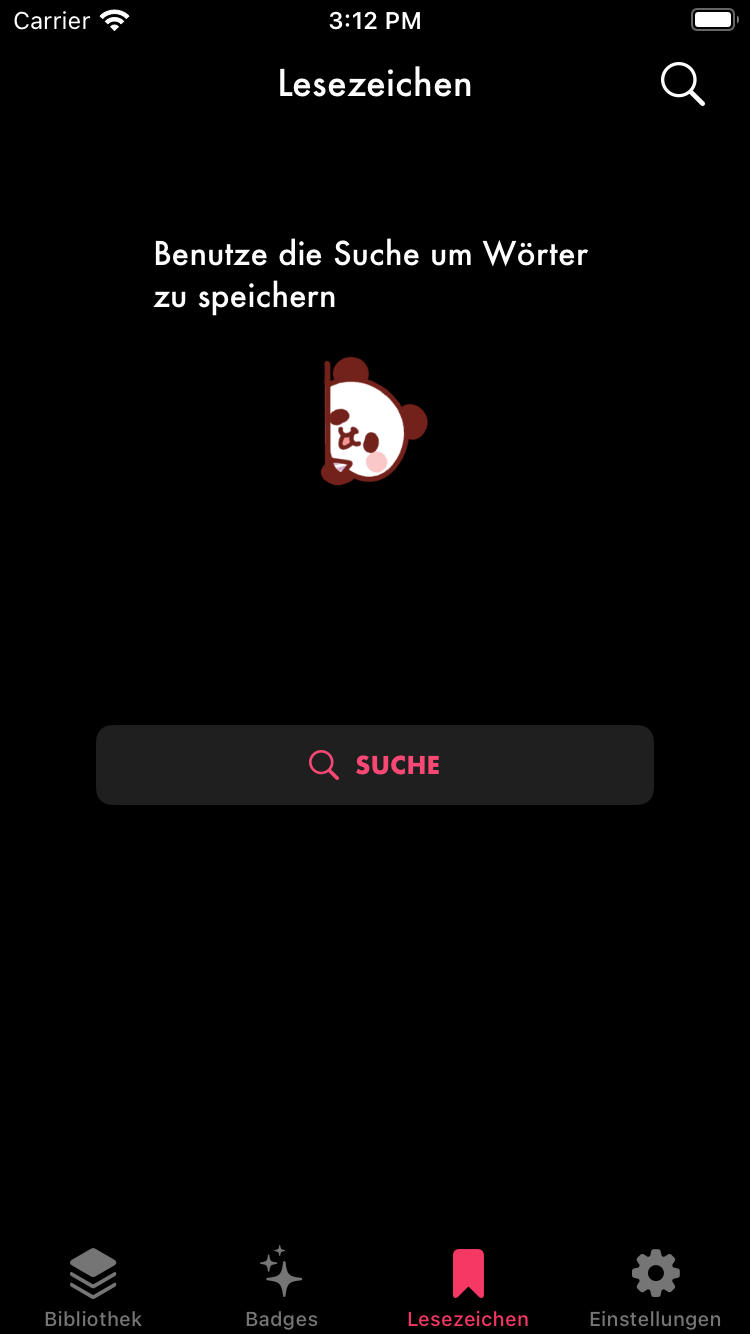 Carrier 3:12 PM
Lesezeichen
Benutze die Suche um Wörter
zu speichern
SUCHE
Bibliothek Badges Lesezeichen Einstellungen